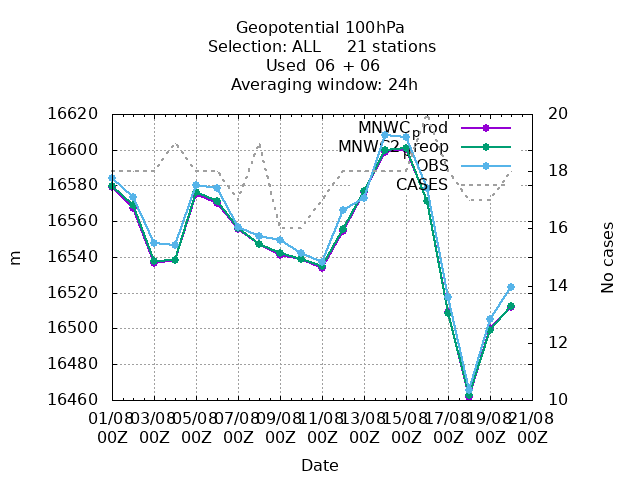 Geopotential 100hPa
Selection: ALL 21 stations
Used 06 + 06
Averaging window: 24h
16620
16600
16580
16560
16540
16520
16500
16480
16460
m
20
18
16
14
12
10
No cases
MNWC_prod
MNWC2_preop
OBS
CASES
01/08 03/08 05/08 07/08 09/08 11/08 13/08 15/08 17/08 19/08 21/08
00Z 00Z 00Z 00Z 00Z 00Z 00Z 00Z 00Z 00Z 00Z
Date